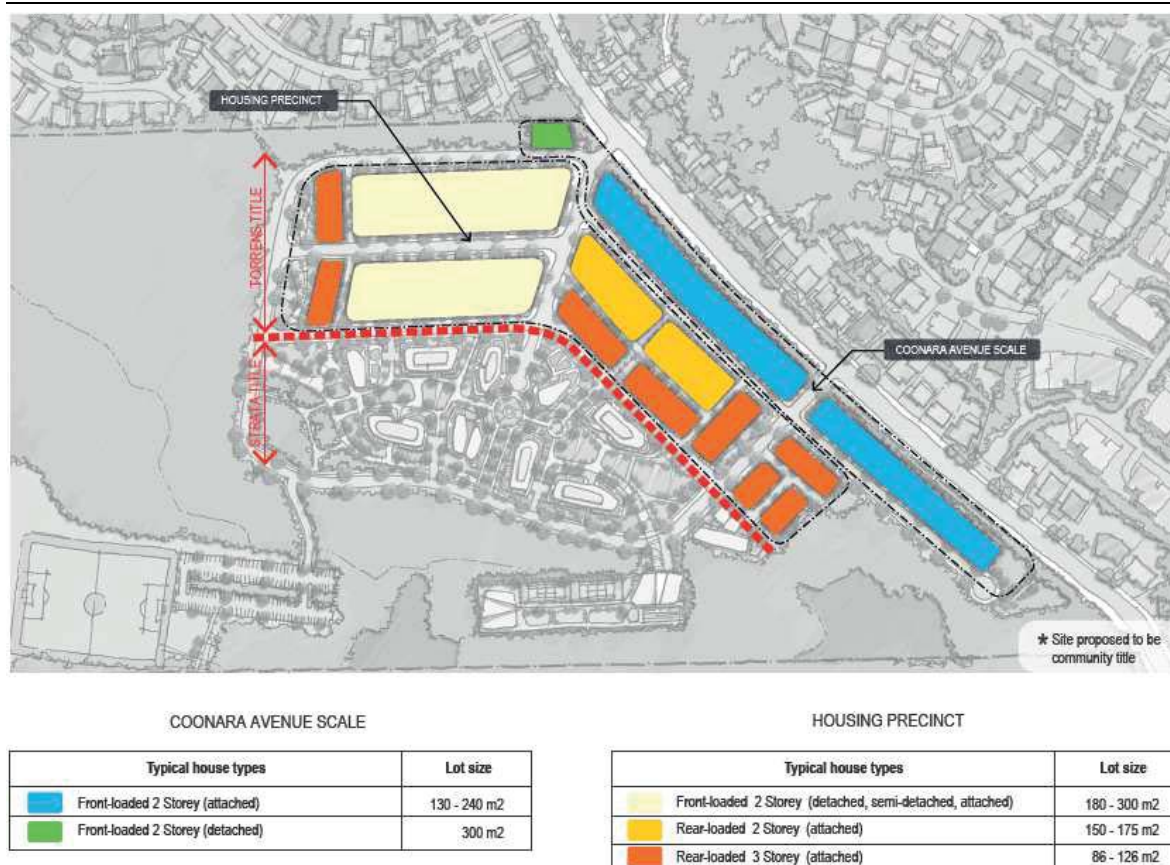 HOUSING PRECINCT
TORRENS TITLE
COONARA AVENUE SCALE
STRATA TITLE
* Site proposed to be
community title
COONARA AVENUE SCALE
Typical house types Lot size
Front-loaded 2 Storey (attached) 130 - 240 m2
Front-loaded 2 Storey (detached) 300 m2
HOUSING PRECINCT
Typical house types Lot size
Front-loaded 2 Storey (detached, semi-detached, attached) 180 - 300 m2
Rear-loaded 2 Storey (attached) 150 - 175 m2
Rear-loaded 3 Storey (attached) 86 - 126 m2